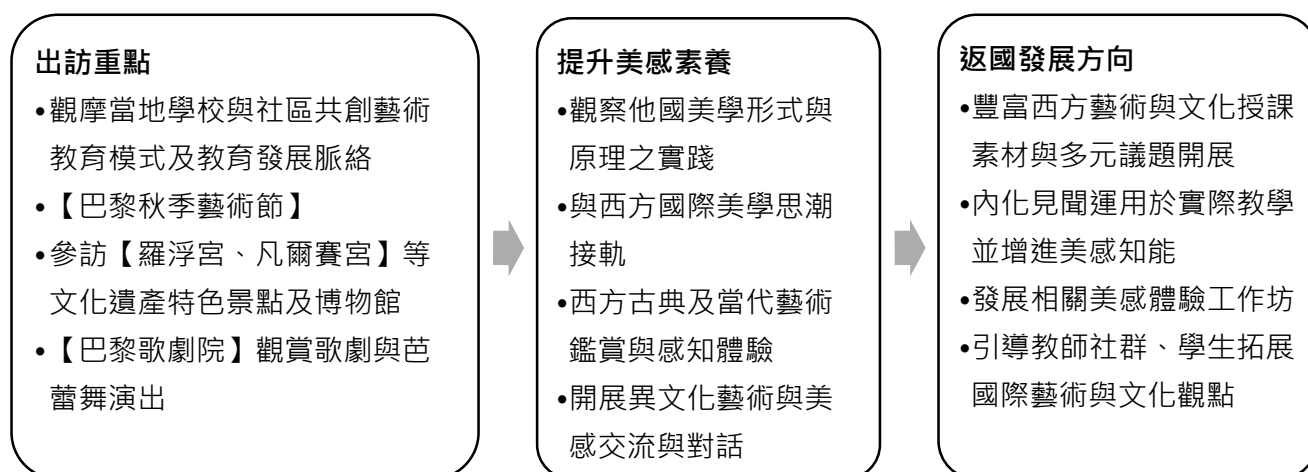 出訪重點
•觀摩當地學校與社區共創藝術
教育模式及教育發展脈絡
•【巴黎秋季藝術節】
•參訪【羅浮宮、凡爾賽宮】等
文化遺產特色景點及博物館
•【巴黎歌劇院】觀賞歌劇與芭
蕾舞演出
提升美感素養
•觀察他國美學形式與
原理之實踐
•與西方國際美學思潮
接軌
•西方古典及當代藝術
鑑賞與感知體驗
•開展異文化藝術與美
感交流與對話
返國發展方向
•豐富西方藝術與文化授課
素材與多元議題開展
•內化見聞運用於實際教學
並增進美感知能
•發展相關美感體驗工作坊
•引導教師社群、學生拓展
國際藝術與文化觀點